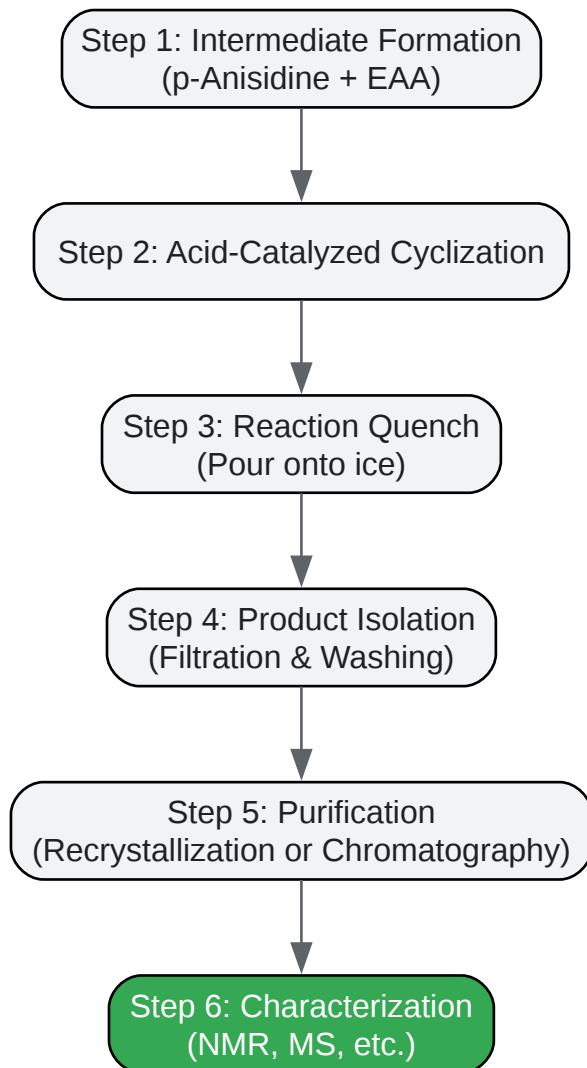 Step 1: Intermediate Formation
(p-Anisidine + EAA)
Step 2: Acid-Catalyzed Cyclization
Step 3: Reaction Quench
(Pour onto ice)
Step 4: Product Isolation
(Filtration & Washing)
Step 5: Purification
(Recrystallization or Chromatography)
Step 6: Characterization
(NMR, MS, etc.)